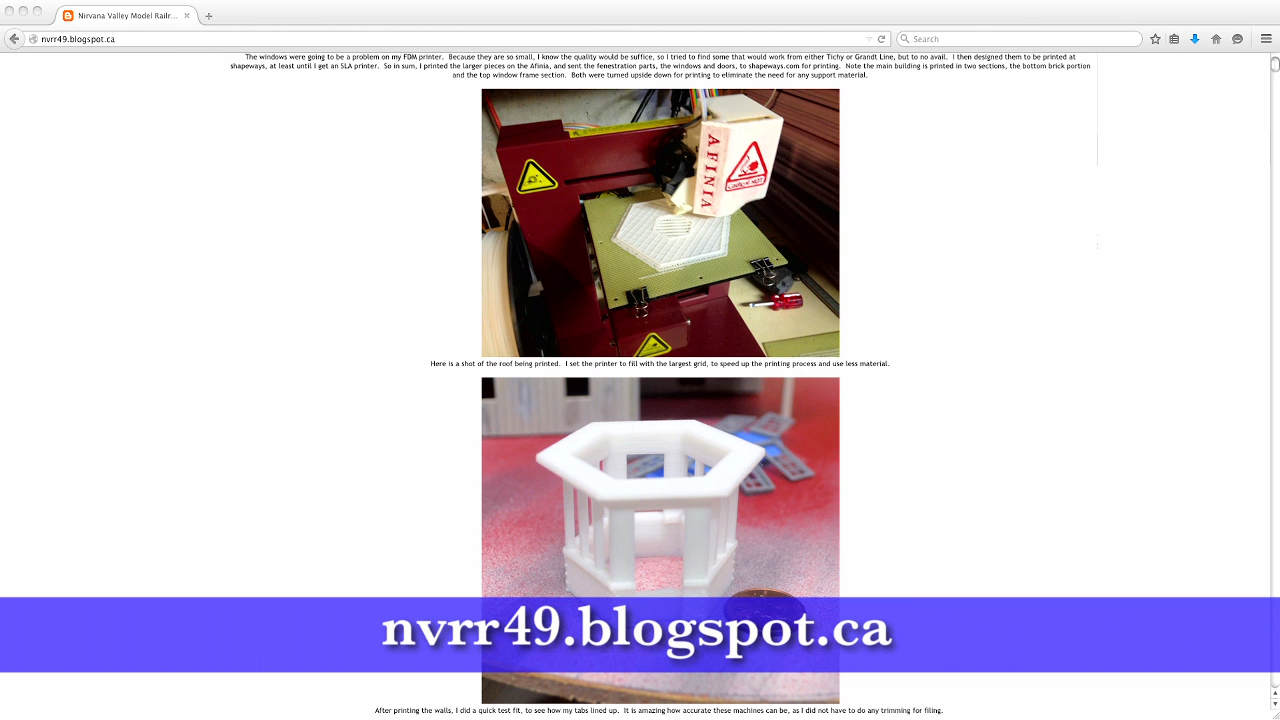 Nirvana Valley Model Railr...
nvrr49.blogspot.ca
Search
The windows were going to be a problem on my FDM printer. Because they are so small, I know the quality would be suffice, so I tried to find some that would work from either Tichy or Grandt Line, but to no avail. I then designed them to be printed at
shapeways, at least until I get an SLA printer. So in sum, I printed the larger pieces on the Afinia, and sent the fenestration parts, the windows and doors, to shapeways.com for printing. Note the main building is printed in two sections, the bottom brick portion
and the top window frame section. Both were turned upside down for printing to eliminate the need for any support material.
AFINIA
CAUTION HOT
Here is a shot of the roof being printed. I set the printer to fill with the largest grid, to speed up the printing process and use less material.
nvrr49.blogspot.ca
After printing the walls, I did a quick test fit, to see how my tabs lined up. It is amazing how accurate these machines can be, as I did not have to do any trimming for filing.